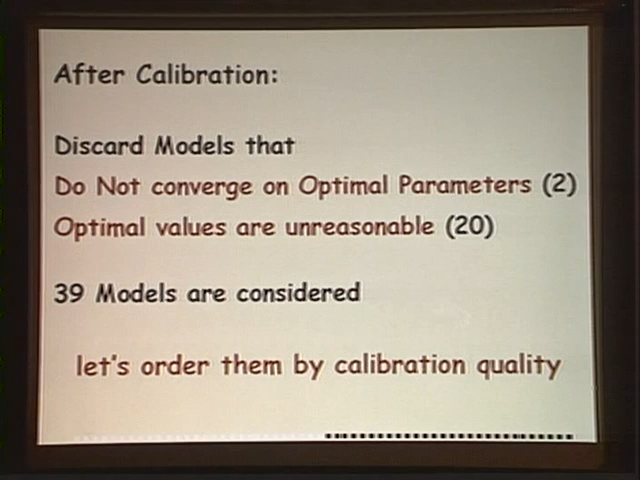 After Calibration:
Discard Models that
Do Not converge on Optimal Parameters (2)
Optimal values are unreasonable (20)
39 Models are considered
let's order them by calibration quality